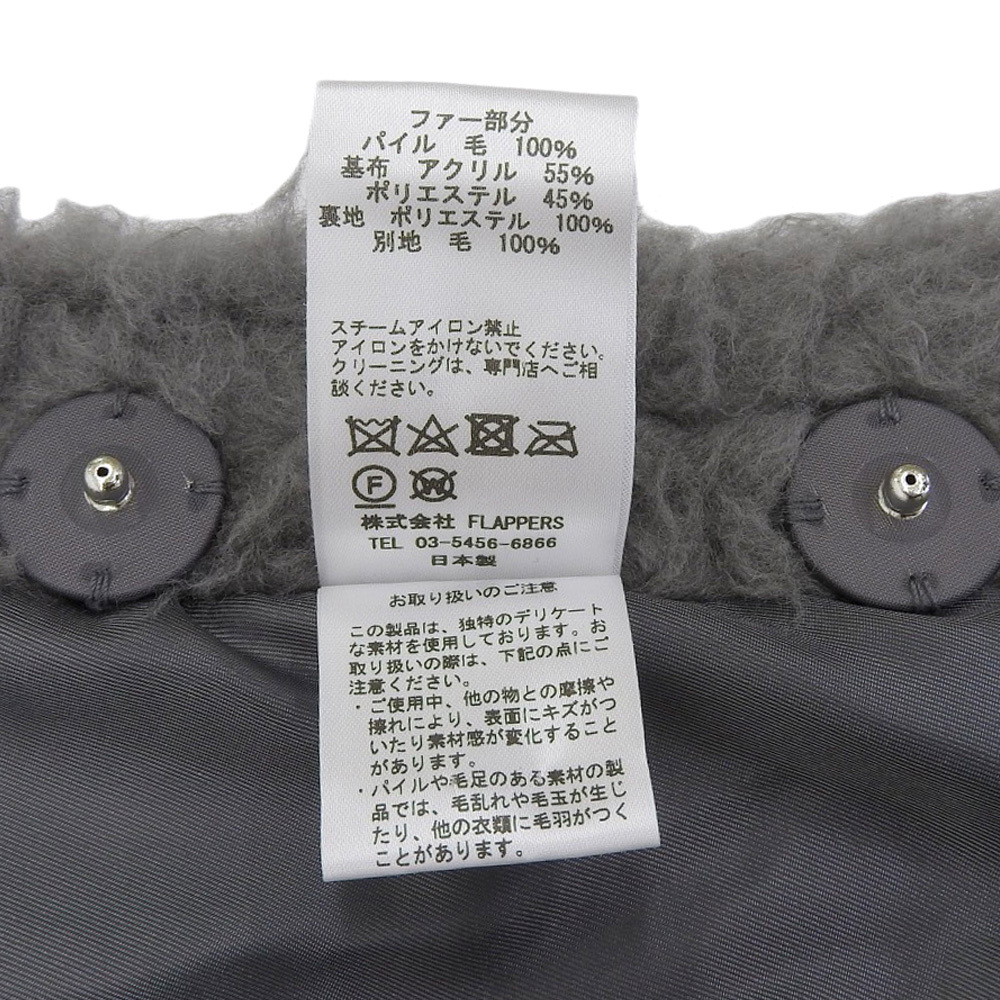 ファー部分
パイル 毛 100%
基布 アクリル 55%
ポリエステル 45%
裏地 ポリエステル 100%
別地 毛 100%
スチームアイロン禁止
アイロンをかけないでください。
クリーニングは、専門店へご相
談ください。
F W
株式会社 FLAPPERS
TEL 03-5456-6866
日本製
お取り扱いのご注意
この製品は、独特のデリケート
な素材を使用しております。お
取り扱いの際は、下記の点にご
注意ください。
・ご使用中、他の物との摩擦や
擦れにより、表面にキズがつ
いたり素材感が変化すること
があります。
・パイルや毛足のある素材の製
品では、毛乱れや毛玉が生じ
たり、他の衣類に毛羽がつく
ことがあります。